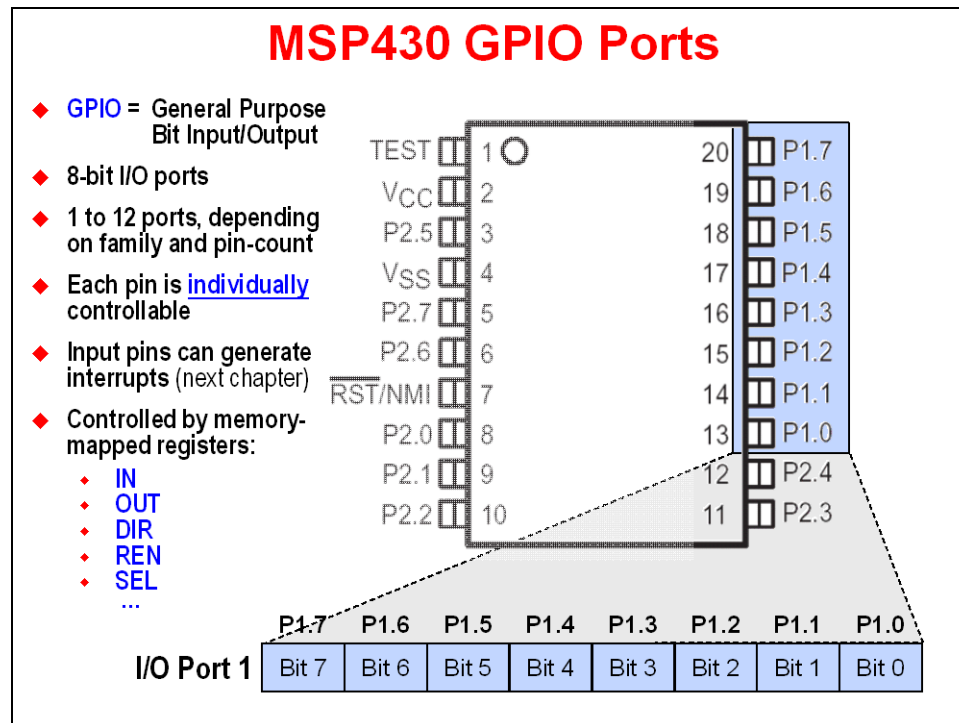 MSP430 GPIO Ports
GPIO = General Purpose
Bit Input/Output
8-bit I/O ports
1 to 12 ports, depending
on family and pin-count
Each pin is individually
controllable
Input pins can generate
interrupts (next chapter)
Controlled by memory-
mapped registers:
IN
OUT
DIR
REN
SEL
...
TEST 1 20 P1.7
VCC 2 19 P1.6
P2.5 3 18 P1.5
VSS 4 17 P1.4
P2.7 5 16 P1.3
P2.6 6 15 P1.2
RST/NMI 7 14 P1.1
P2.0 8 13 P1.0
P2.1 9 12 P2.4
P2.2 10 11 P2.3
P1.7 P1.6 P1.5 P1.4 P1.3 P1.2 P1.1 P1.0
I/O Port 1 Bit 7 Bit 6 Bit 5 Bit 4 Bit 3 Bit 2 Bit 1 Bit 0